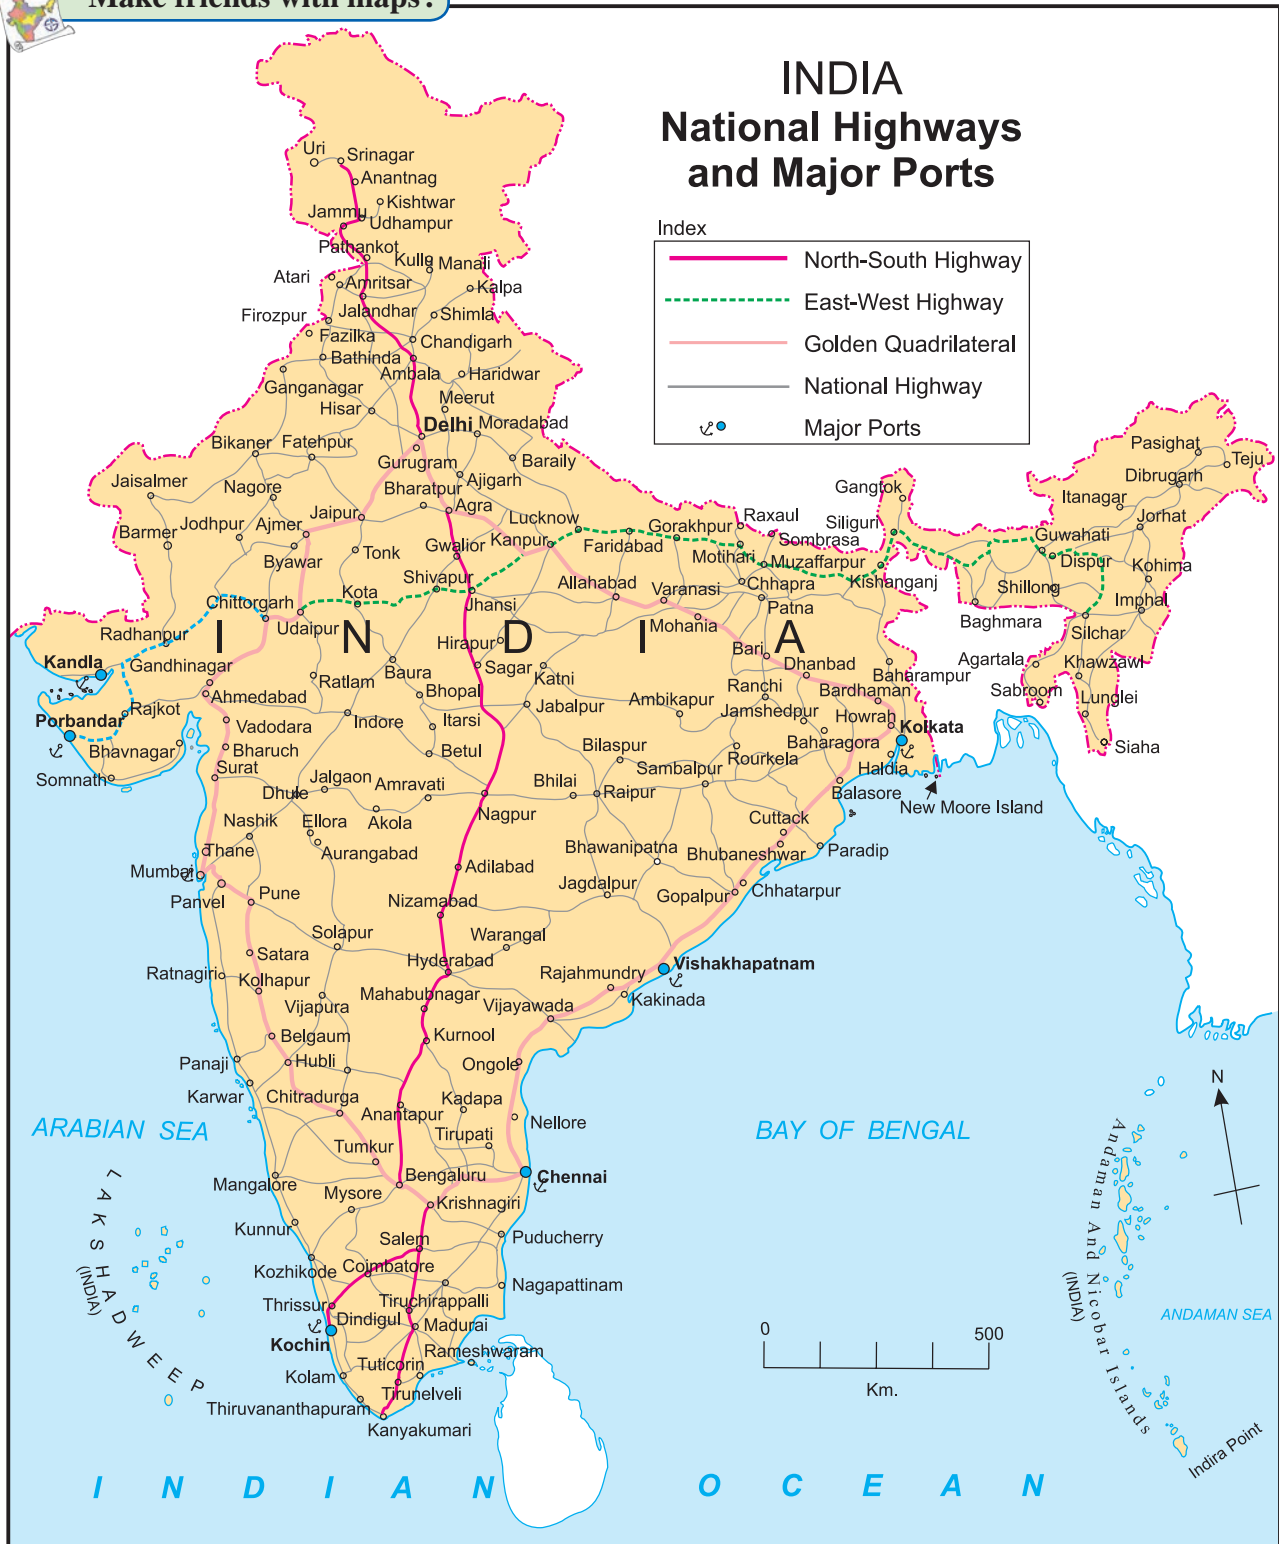 Make friends with maps!
INDIA
National Highways
and Major Ports
Index
North-South Highway
East-West Highway
Golden Quadrilateral
National Highway
Major Ports
Uri
Srinagar
Anantnag
Kishtwar
Jammu
Udhampur
Pathankot
Kullu
Manali
Atari
Amritsar
Kalpa
Firozpur
Jalandhar
Shimla
Fazilka
Chandigarh
Bathinda
Ambala
Haridwar
Ganganagar
Hisar
Meerut
Delhi
Moradabad
Bikaner
Fatehpur
Gurugram
Baraily
Jaisalmer
Nagore
Bharatpur
Ajigarh
Agra
Jaipur
Barmer
Jodhpur
Ajmer
Lucknow
Gorakhpur
Raxaul
Sombrasa
Siliguri
Gangtok
Pasighat
Teju
Dibrugarh
Itanagar
Jorhat
Guwahati
Dispur
Kohima
Byawar
Tonk
Gwalior
Kanpur
Faridabad
Motihari
Muzaffarpur
Kishanganj
Shillong
Imphal
Shivapur
Allahabad
Varanasi
Chhapra
Chittorgarh
Kota
Jhansi
Patna
Baghmara
Silchar
Udaipur
Mohania
Radhanpur
I N D I A
Hirapur
Bari
Agartala
Khawzawl
Kandla
Gandhinagar
Baura
Sagar
Katni
Dhanbad
Baharampur
Ratlam
Ahmedabad
Bhopal
Ambikapur
Ranchi
Bardhaman
Sabroom
Lunglei
Porbandar
Rajkot
Vadodara
Indore
Itarsi
Jabalpur
Jamshedpur
Howrah
Kolkata
Bhavnagar
Bharuch
Betul
Bilaspur
Rourkela
Baharagora
Haldia
Siaha
Somnath
Surat
Jalgaon
Amravati
Bhilai
Sambalpur
Balasore
Dhule
Raipur
New Moore Island
Nashik
Ellora
Akola
Nagpur
Cuttack
Thane
Aurangabad
Bhawanipatna
Bhubaneshwar
Paradip
Mumbai
Adilabad
Panvel
Pune
Nizamabad
Jagdalpur
Gopalpur
Chhatarpur
Solapur
Warangal
Satara
Hyderabad
Vishakhapatnam
Ratnagiri
Kolhapur
Rajahmundry
Vijapura
Mahabubnagar
Vijayawada
Kakinada
Belgaum
Kurnool
Panaji
Hubli
Ongole
Karwar
Chitradurga
Kadapa
Anantapur
Nellore
ARABIAN SEA
Tirupati
BAY OF BENGAL
Tumkur
Bengaluru
Chennai
Mangalore
Mysore
Krishnagiri
Kunnur
Salem
Puducherry
Kozhikode
Coimbatore
Nagapattinam
Thrissur
Tiruchirappalli
Dindigul
Madurai
Kochin
Rameshwaram
Kolam
Tuticorin
Tirunelveli
Thiruvananthapuram
Kanyakumari
LAKSHADWEEP
(INDIA)
N
Andaman And Nicobar Islands
(INDIA)
ANDAMAN SEA
0 500
Km.
Indira Point
I N D I A N O C E A N